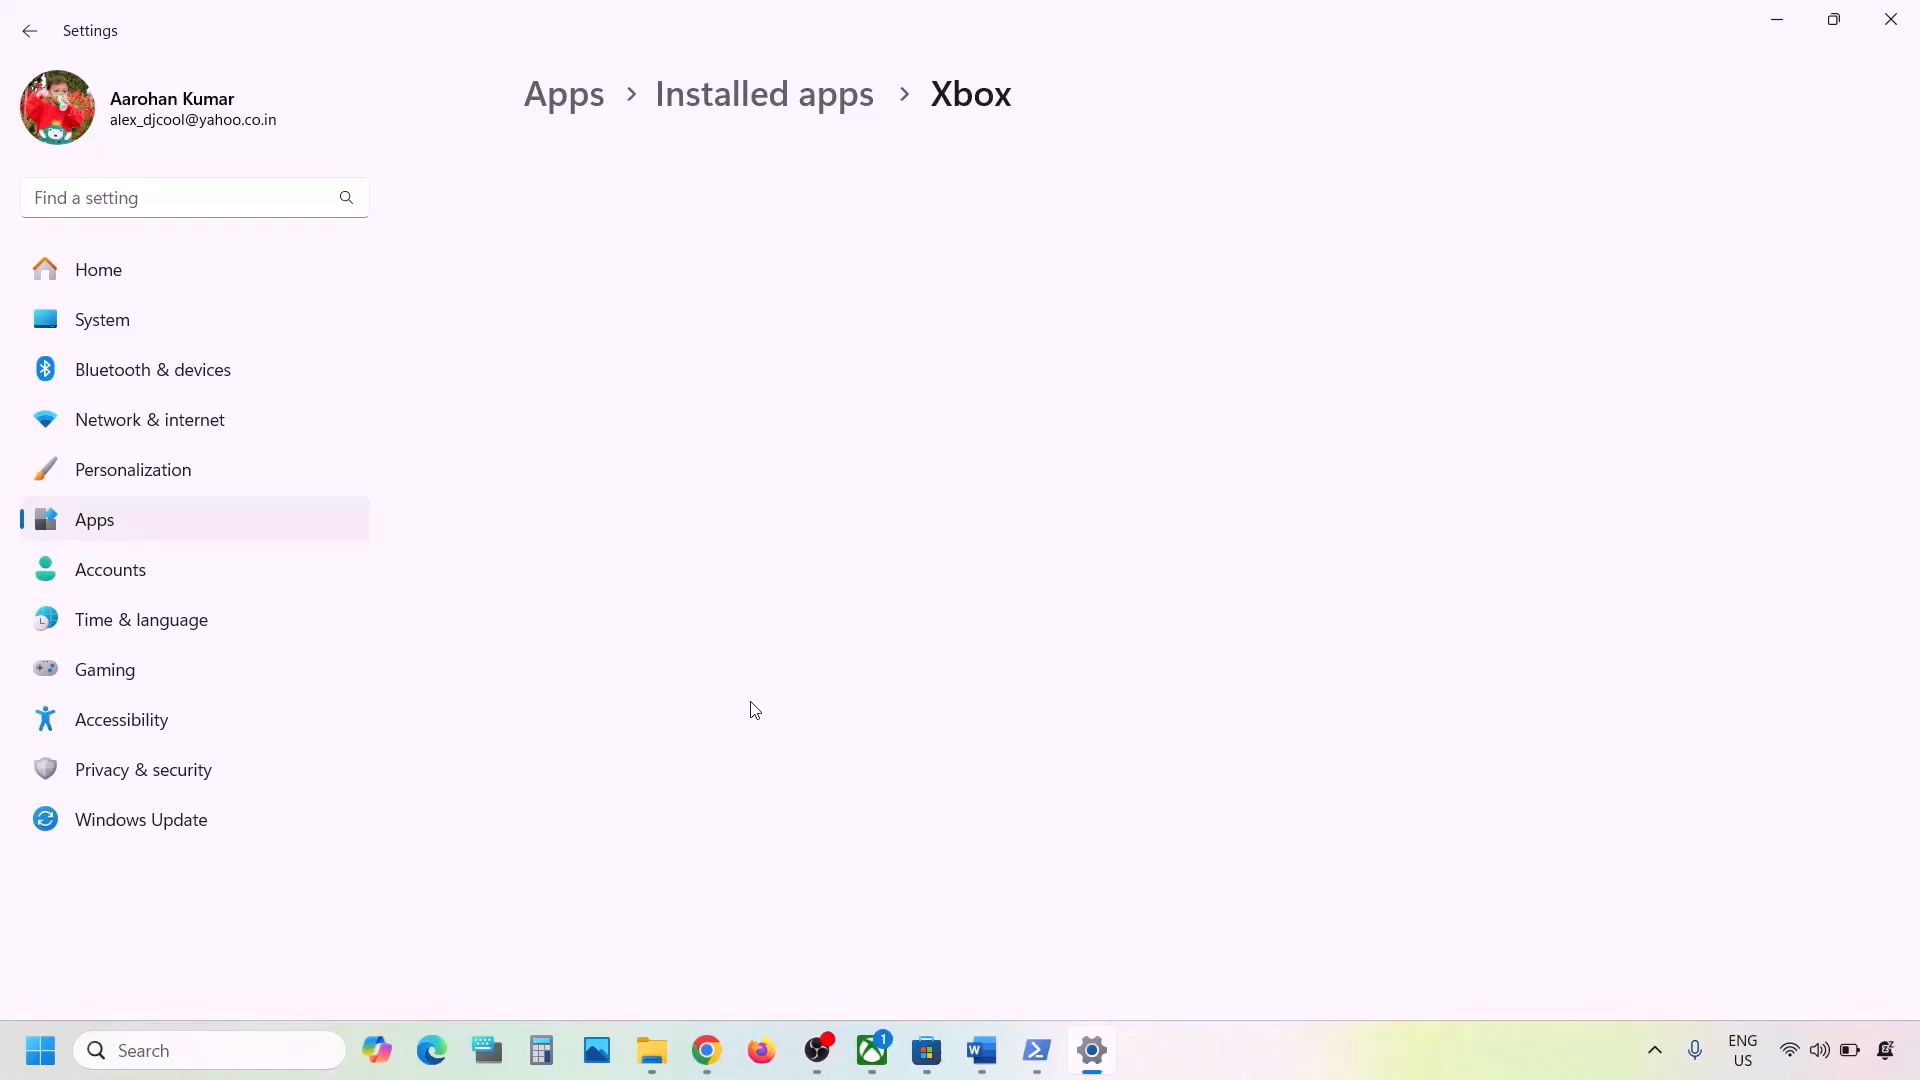 Settings
Aarohan Kumar
alex_djcool@yahoo.co.in
Apps > Installed apps > Xbox
Find a setting
Home
System
Bluetooth & devices
Network & internet
Personalization
Apps
Accounts
Time & language
Gaming
Accessibility
Privacy & security
Windows Update
Search
1
ENG
US